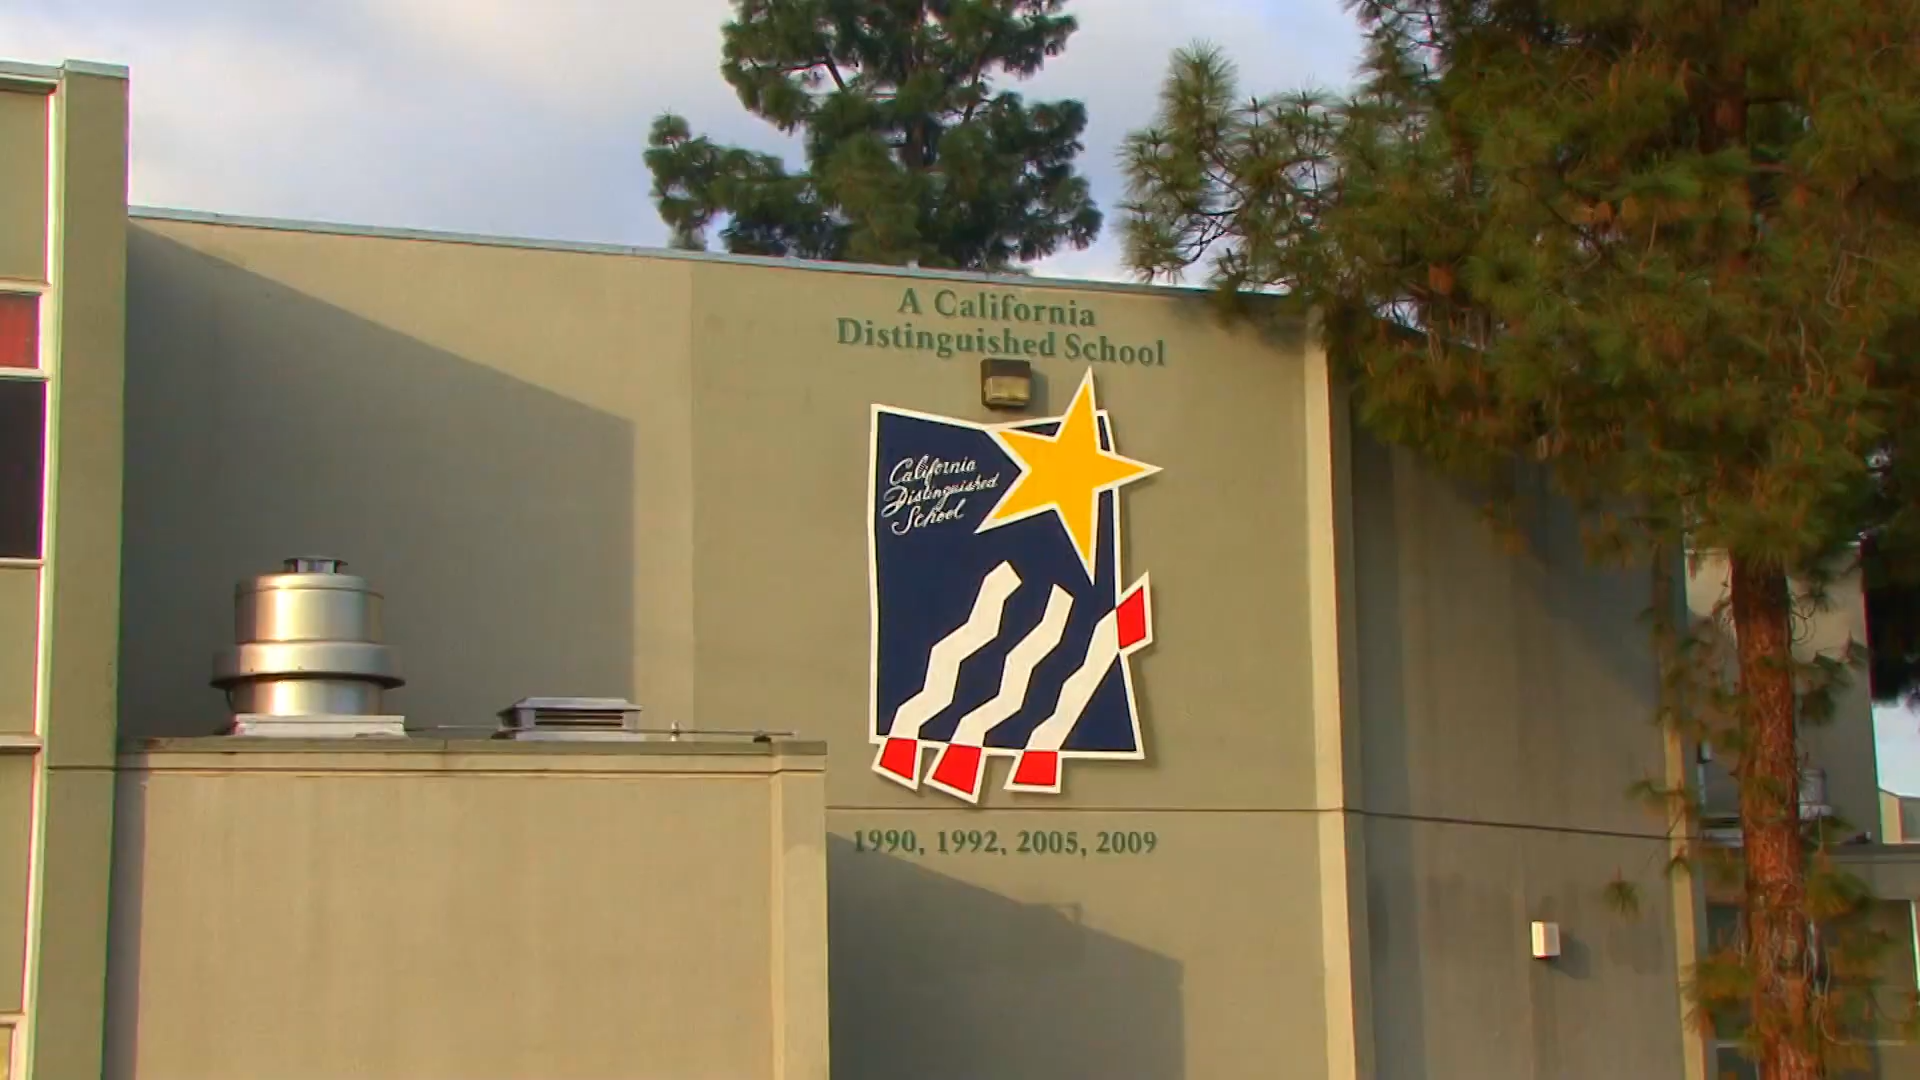 A California
Distinguished School
California
Distinguished
School
1990, 1992, 2005, 2009